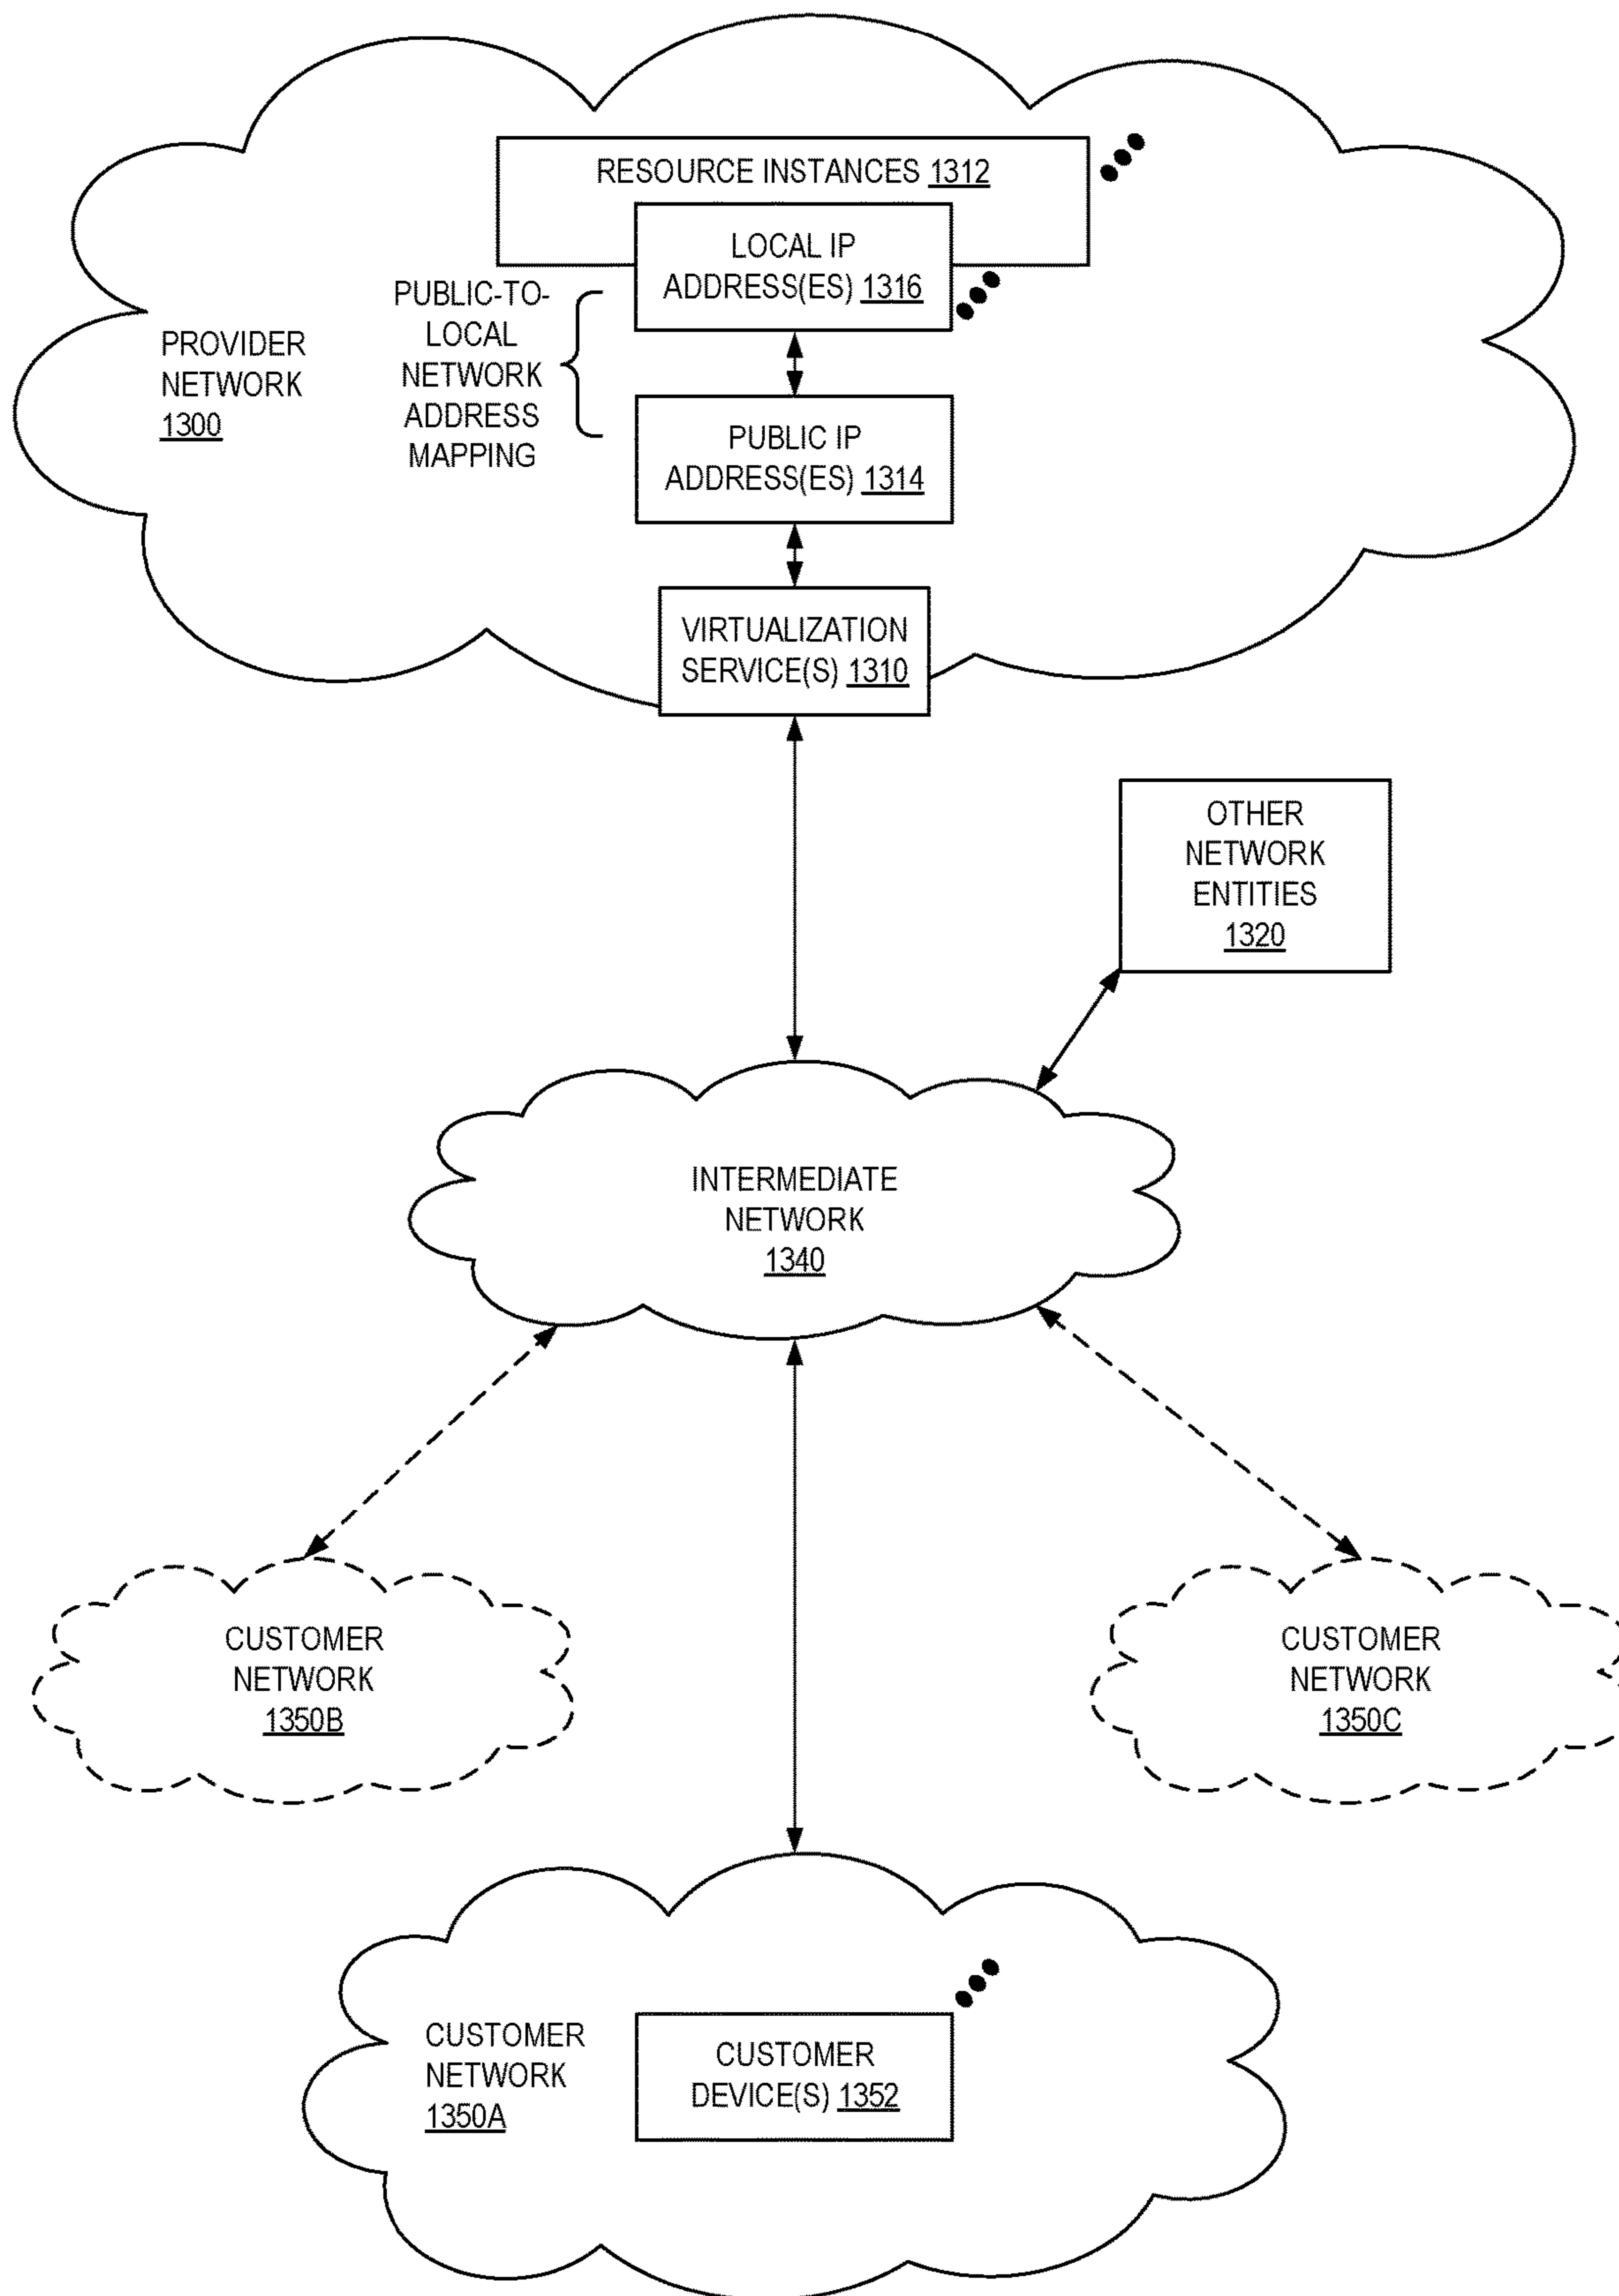 RESOURCE INSTANCES 1312
LOCAL IP
ADDRESS(ES) 1316
PUBLIC-TO-
LOCAL
NETWORK
ADDRESS
MAPPING
PROVIDER
NETWORK
1300
PUBLIC IP
ADDRESS(ES) 1314
VIRTUALIZATION
SERVICE(S) 1310
OTHER
NETWORK
ENTITIES
1320
INTERMEDIATE
NETWORK
1340
CUSTOMER
NETWORK
1350B
CUSTOMER
NETWORK
1350C
CUSTOMER
NETWORK
1350A
CUSTOMER
DEVICE(S) 1352